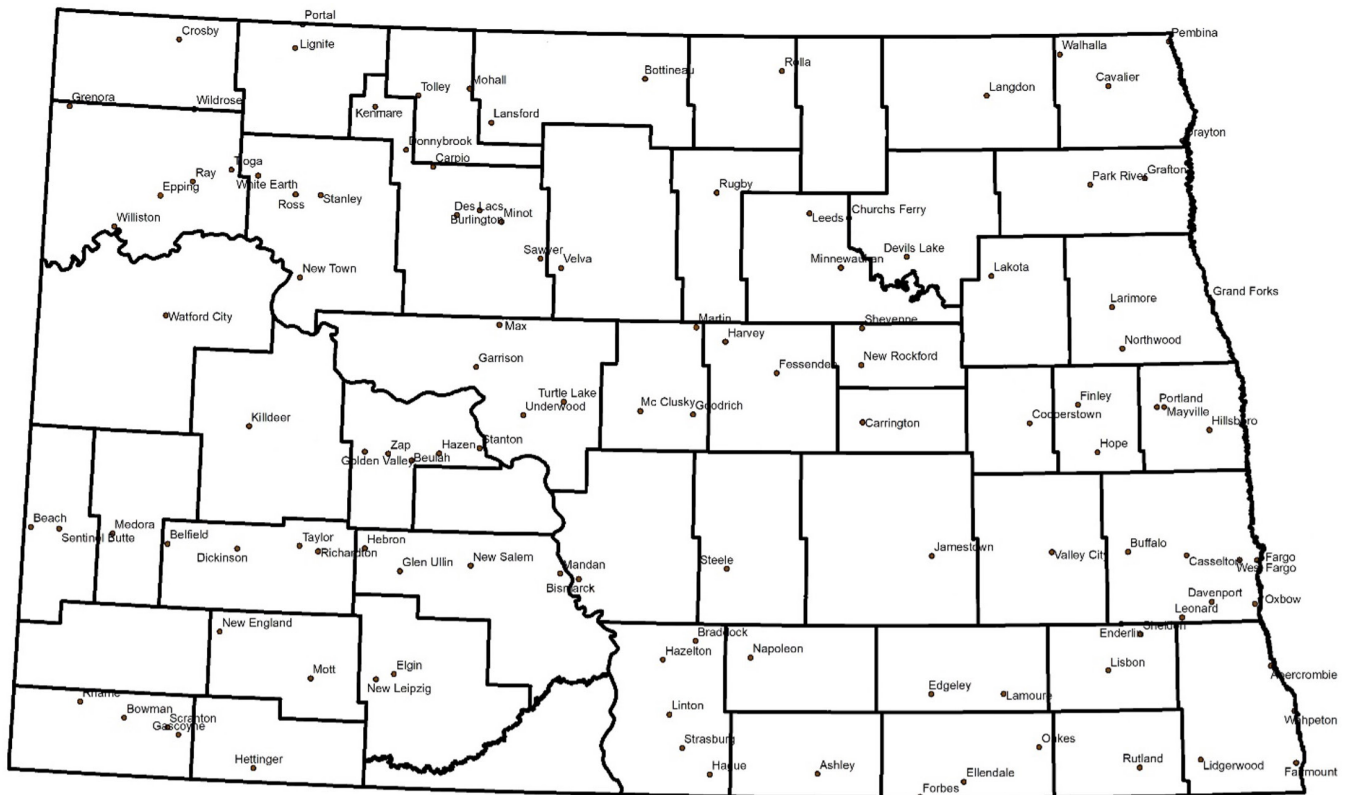 Portal
Crosby
Lignite
Pembina
Walhalla
Rolla
Bottineau
Mohall
Cavalier
Tolley
Langdon
Grenora
Wildrose
Kenmare
Lansford
Drayton
Donnybrook
Carpio
Tioga
Ray
White Earth
Epping
Ross
Stanley
Rugby
Park River
Grafton
Des Lacs
Burlington
Minot
Williston
Leeds
Churchs Ferry
Sawyer
Velva
Devils Lake
Minnewaukan
New Town
Lakota
Grand Forks
Larimore
Watford City
Max
Martin
Sheyenne
Harvey
Northwood
Garrison
New Rockford
Fessenden
Turtle Lake
Underwood
Mc Clusky
Goodrich
Finley
Portland
Mayville
Killdeer
Carrington
Cooperstown
Hillsboro
Zap
Hazen
Stanton
Golden Valley
Beulah
Hope
Beach
Sentinel Butte
Medora
Belfield
Dickinson
Taylor
Richardton
Hebron
Glen Ullin
New Salem
Mandan
Bismarck
Steele
Jamestown
Valley City
Buffalo
Casselton
Fargo
West Fargo
Davenport
Oxbow
Leonard
New England
Braddock
Enderlin
Sheldon
Hazelton
Napoleon
Lisbon
Mott
Elgin
New Leipzig
Abercrombie
Edgeley
Lamoure
Rhame
Bowman
Scranton
Gascoyne
Linton
Wahpeton
Strasburg
Oakes
Hettinger
Hague
Ashley
Ellendale
Forbes
Rutland
Lidgerwood
Fairmount